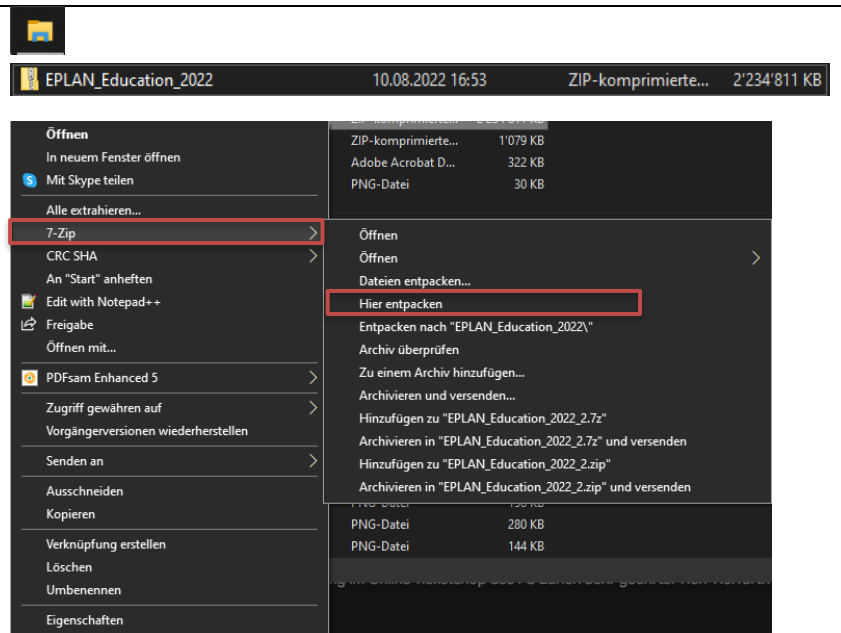 EPLAN_Education_2022 10.08.2022 16:53 ZIP-komprimierte... 2'234'811 KB
Öffnen
In neuem Fenster öffnen
Mit Skype teilen
Alle extrahieren...
7-Zip
CRC SHA
An "Start" anheften
Edit with Notepad++
Freigabe
Öffnen mit...
PDFsam Enhanced 5
Zugriff gewähren auf
Vorgängerversionen wiederherstellen
Senden an
Ausschneiden
Kopieren
Verknüpfung erstellen
Löschen
Umbenennen
Eigenschaften
ZIP-komprimierte... 1'079 KB
Adobe Acrobat D... 322 KB
PNG-Datei 30 KB
Öffnen
Öffnen
Dateien entpacken...
Hier entpacken
Entpacken nach "EPLAN_Education_2022\"
Archiv überprüfen
Zu einem Archiv hinzufügen...
Archivieren und versenden...
Hinzufügen zu "EPLAN_Education_2022_2.7z"
Archivieren in "EPLAN_Education_2022_2.7z" und versenden
Hinzufügen zu "EPLAN_Education_2022_2.zip"
Archivieren in "EPLAN_Education_2022_2.zip" und versenden
PNG-Datei 280 KB
PNG-Datei 144 KB